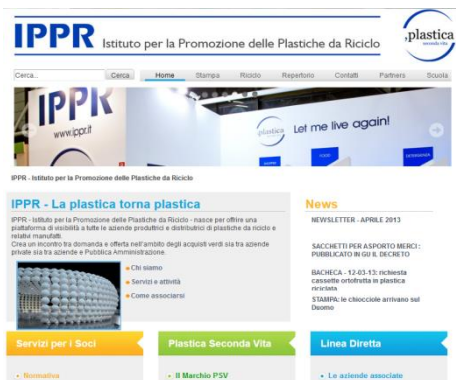 IPPR Istituto per la Promozione delle Plastiche da Riciclo
plastica
seconda vita
Cerca...
Cerca
Home Stampa Riciclo Repertorio Contatti Partners Scuola
IPPR
www.ippr.it
plastica
Let me live again!
FOOD
IPPR - Istituto per la Promozione delle Plastiche da Riciclo
IPPR - La plastica torna plastica
IPPR - Istituto per la Promozione delle Plastiche da Riciclo - nasce per offrire una
piattaforma di visibilità a tutte le aziende produttrici e distributrici di plastiche da riciclo e
relativi manufatti.
Crea un incontro tra domanda e offerta nell'ambito degli acquisti verdi sia tra aziende
private sia tra aziende e Pubblica Amministrazione.
Chi siamo
Servizi e attività
Come associarsi
News
NEWSLETTER - APRILE 2013
SACCHETTI PER ASPORTO MERCI:
PUBBLICATO IN GU IL DECRETO
BACHECA - 12-03-13: richiesta
cassette ortofrutta in plastica
riciclata
STAMPA: le chiocciole arrivano sul
Duomo
Servizi per i Soci
Normativa
Plastica Seconda Vita
Il Marchio PSV
Linea Diretta
Le aziende associate